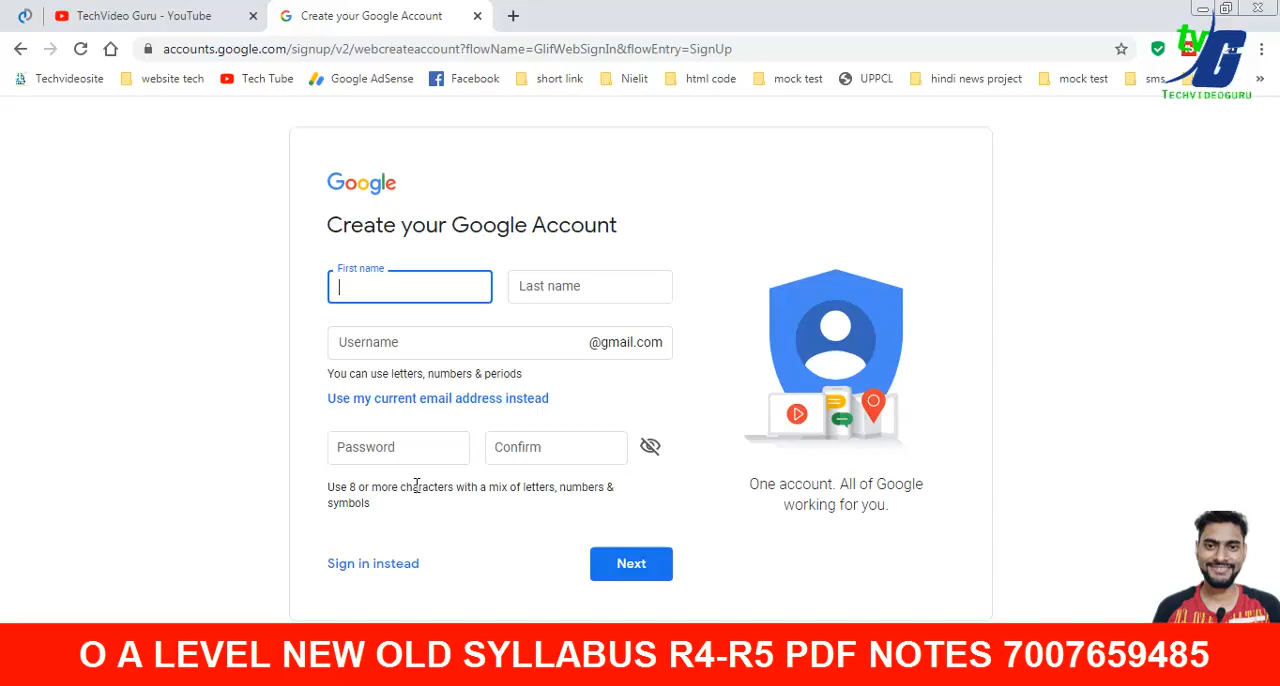 TechVideo Guru - YouTube
Create your Google Account
accounts.google.com/signup/v2/webcreateaccount?flowName=GlifWebSignIn&flowEntry=SignUp
Techvideosite
website tech
Tech Tube
Google AdSense
Facebook
short link
Nielit
html code
mock test
UPPCL
hindi news project
mock test
sms
tv
G
TECHVIDEOGURU
Google
Create your Google Account
First name
Last name
Username
@gmail.com
You can use letters, numbers & periods
Use my current email address instead
Password
Confirm
Use 8 or more characters with a mix of letters, numbers &
symbols
One account. All of Google
working for you.
Sign in instead
Next
O A LEVEL NEW OLD SYLLABUS R4-R5 PDF NOTES 7007659485